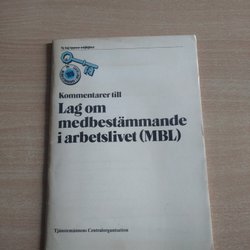 Kommentarer till
Lag om
medbestämmande
i arbetslivet (MBL)
Tjänstemännens Centralorganisation